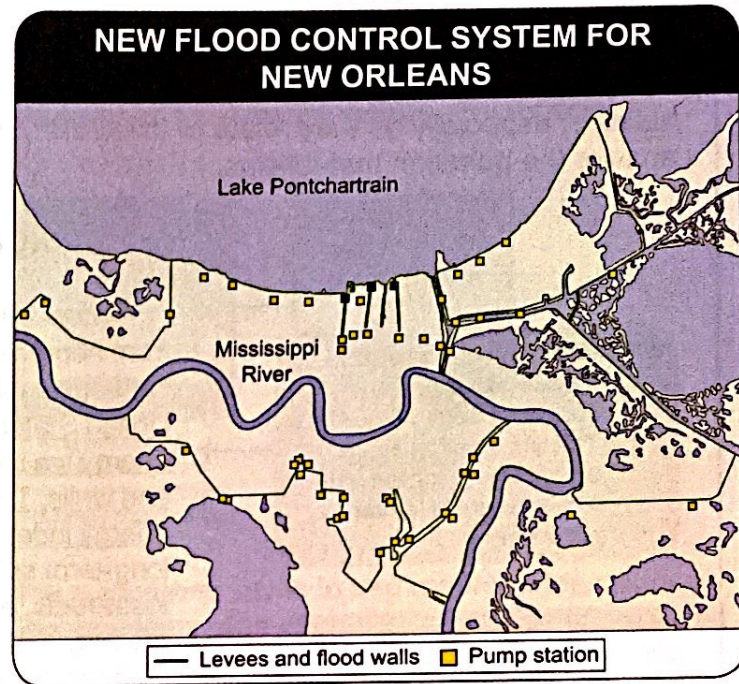 NEW FLOOD CONTROL SYSTEM FOR
NEW ORLEANS
Lake Pontchartrain
Mississippi
River
Levees and flood walls
Pump station